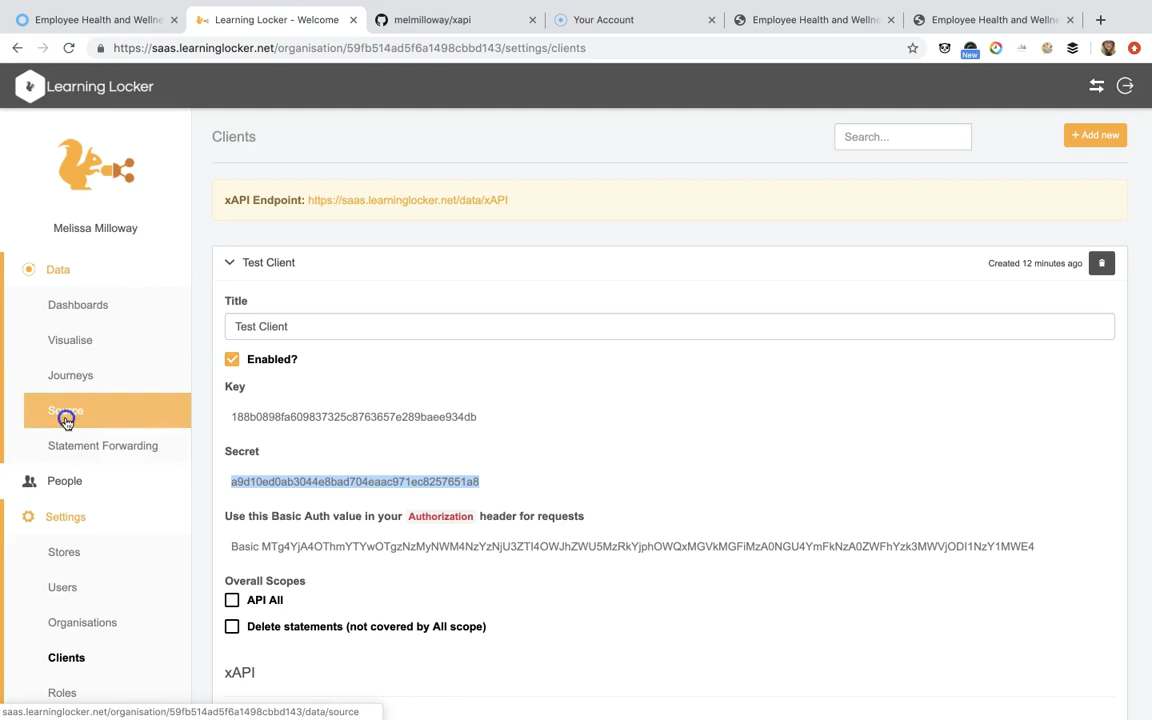 Employee Health and Wellne
Learning Locker - Welcome
melmilloway/xapi
Your Account
Employee Health and Wellne
Employee Health and Wellne
https://saas.learninglocker.net/organisation/59fb514ad5f6a1498cbbd143/settings/clients
New
Learning Locker
Melissa Milloway
Data
Dashboards
Visualise
Journeys
Source
Statement Forwarding
People
Settings
Stores
Users
Organisations
Clients
Roles
saas.learninglocker.net/organisation/59fb514ad5f6a1498cbbd143/data/source
Clients
Search...
+ Add new
xAPI Endpoint: https://saas.learninglocker.net/data/xAPI
Test Client
Created 12 minutes ago
Title
Test Client
Enabled?
Key
188b0898fa609837325c8763657e289baee934db
Secret
a9d10ed0ab3044e8bad704eaac971ec8257651a8
Use this Basic Auth value in your Authorization header for requests
Basic MTg4YjA4OThmYTYwOTgzNzMyNWM4NzYzNjU3ZTI4OWJhZWU5MzRkYjphOWQxMGVkMGFiMzA0NGU4YmFkNzA0ZWFhYzk3MWVjODI1NzY1MWE4
Overall Scopes
API All
Delete statements (not covered by All scope)
xAPI